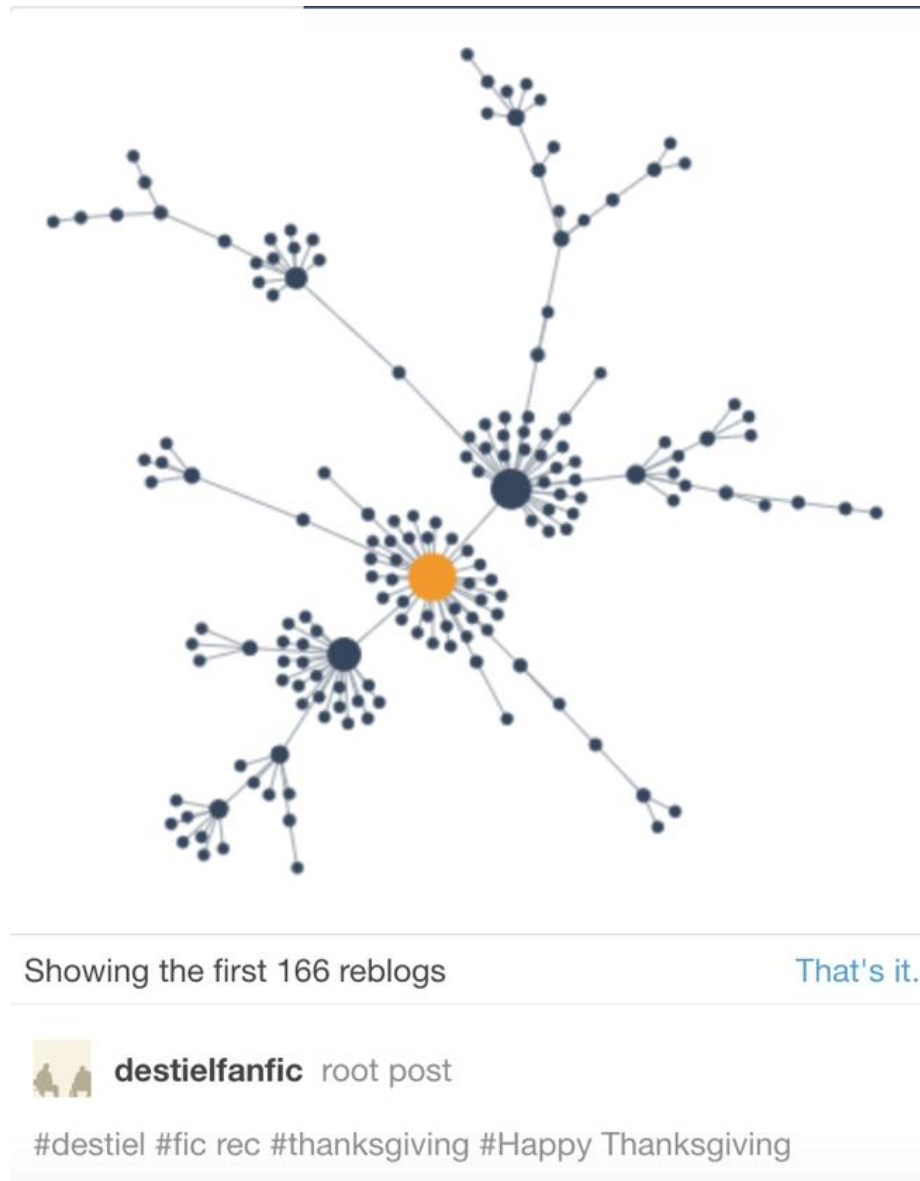 Showing the first 166 reblogs That's it.
destielfanfic root post
#destiel #fic rec #thanksgiving #Happy Thanksgiving